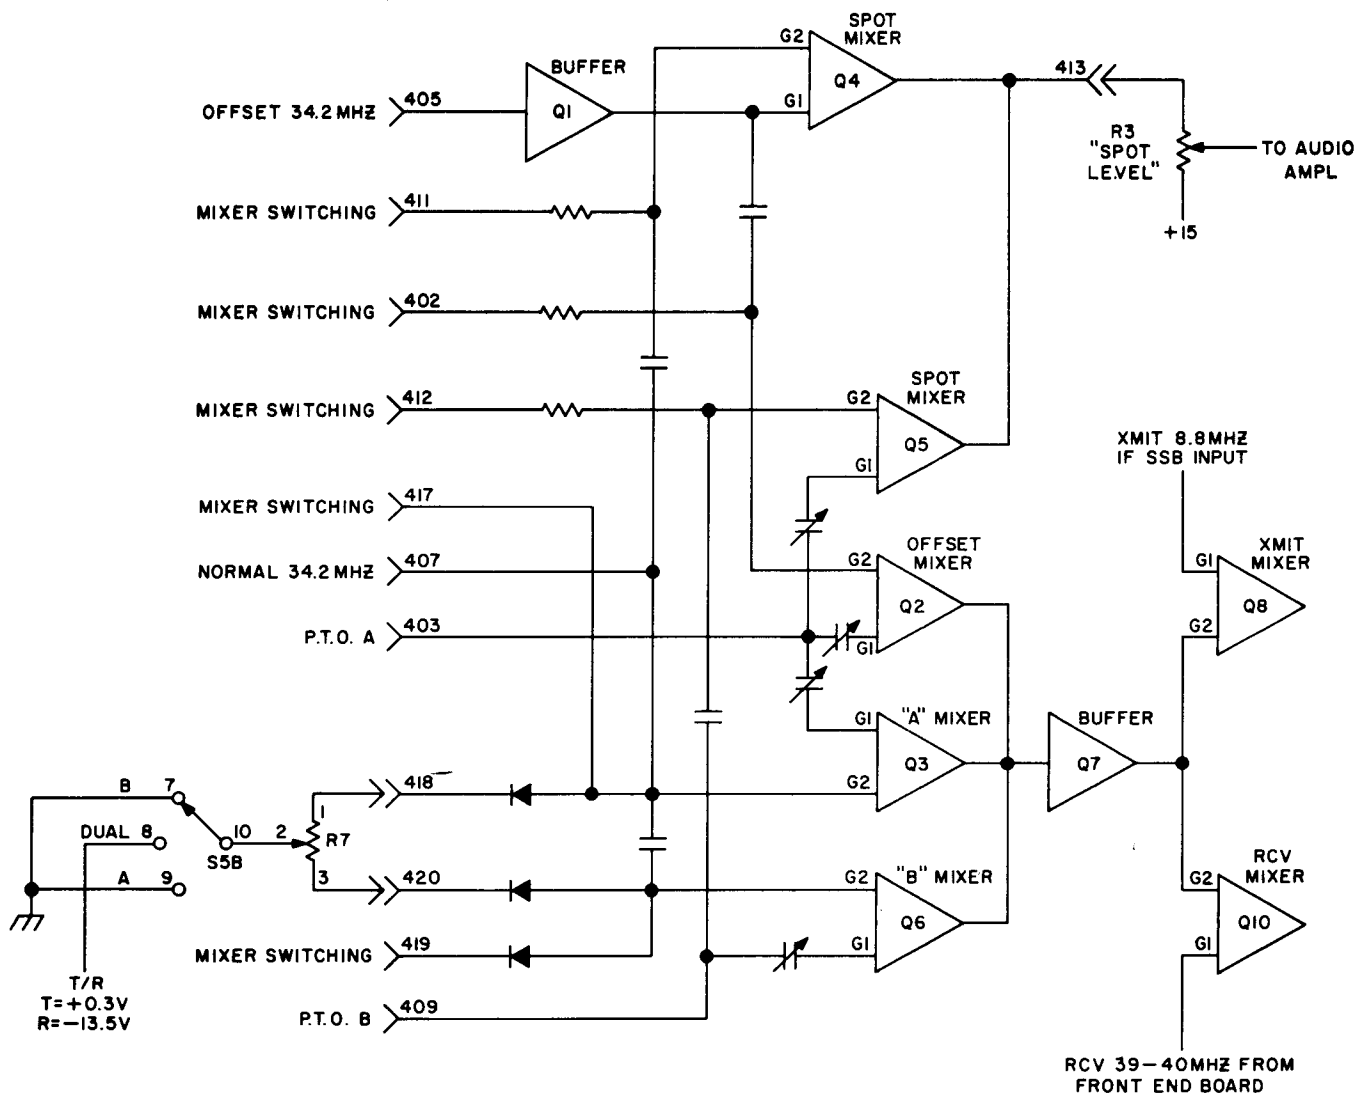 SPOT
MIXER
G2
Q4
G1
BUFFER
Q1
OFFSET 34.2MHZ
405
413
R3
"SPOT
LEVEL"
TO AUDIO
AMPL
+15
MIXER SWITCHING
411
MIXER SWITCHING
402
MIXER SWITCHING
412
SPOT
MIXER
G2
Q5
G1
MIXER SWITCHING
417
NORMAL 34.2MHZ
407
P.T.O. A
403
OFFSET
MIXER
G2
Q2
G1
XMIT 8.8MHZ
IF SSB INPUT
XMIT
MIXER
G1
Q8
G2
"A" MIXER
G1
Q3
G2
BUFFER
Q7
B
7
DUAL 8
10
2
S5B
A
9
1
R7
3
418
420
"B" MIXER
G2
Q6
G1
MIXER SWITCHING
419
P.T.O. B
409
T/R
T=+0.3V
R=-13.5V
RCV
MIXER
G2
Q10
G1
RCV 39-40MHZ FROM
FRONT END BOARD